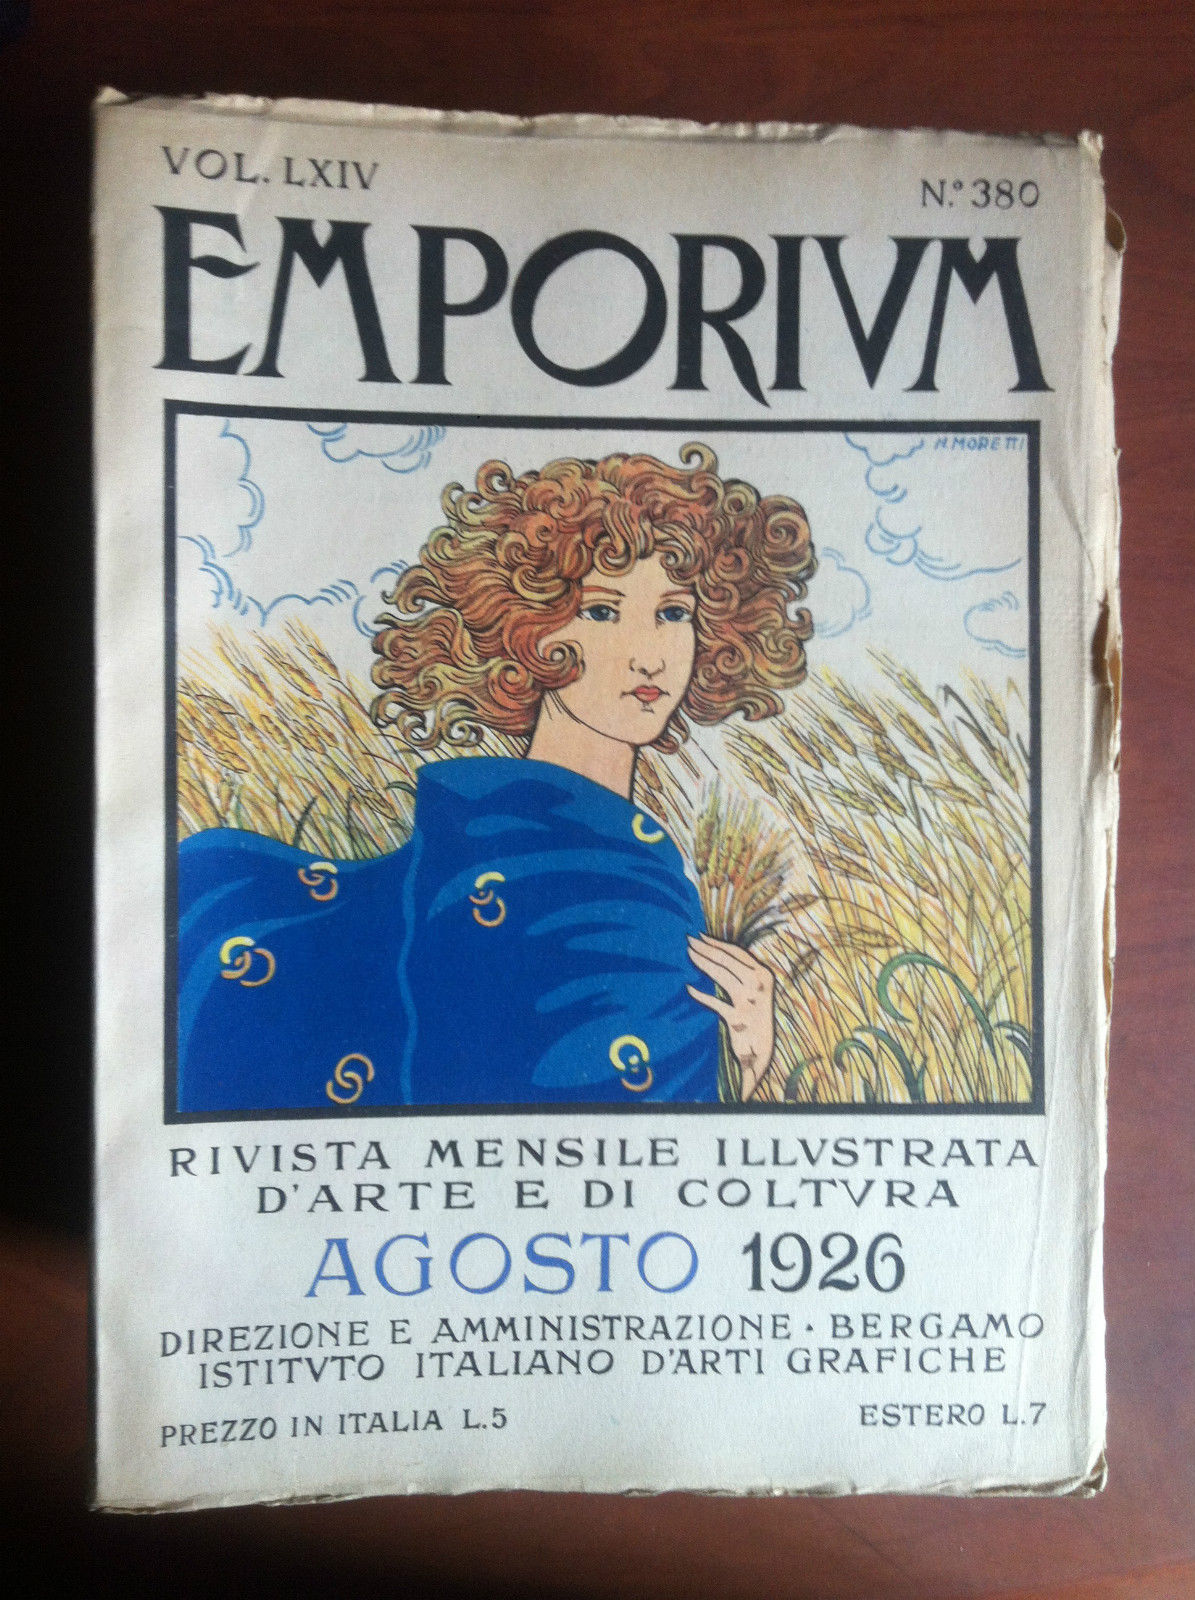 VOL. LXIV
N.º 380
EMPORIVM
M. MORETTI
RIVISTA MENSILE ILLVSTRATA
D'ARTE E DI COLTVRA
AGOSTO 1926
DIREZIONE E AMMINISTRAZIONE · BERGAMO
ISTITVTO ITALIANO D'ARTI GRAFICHE
PREZZO IN ITALIA L.5
ESTERO L.7